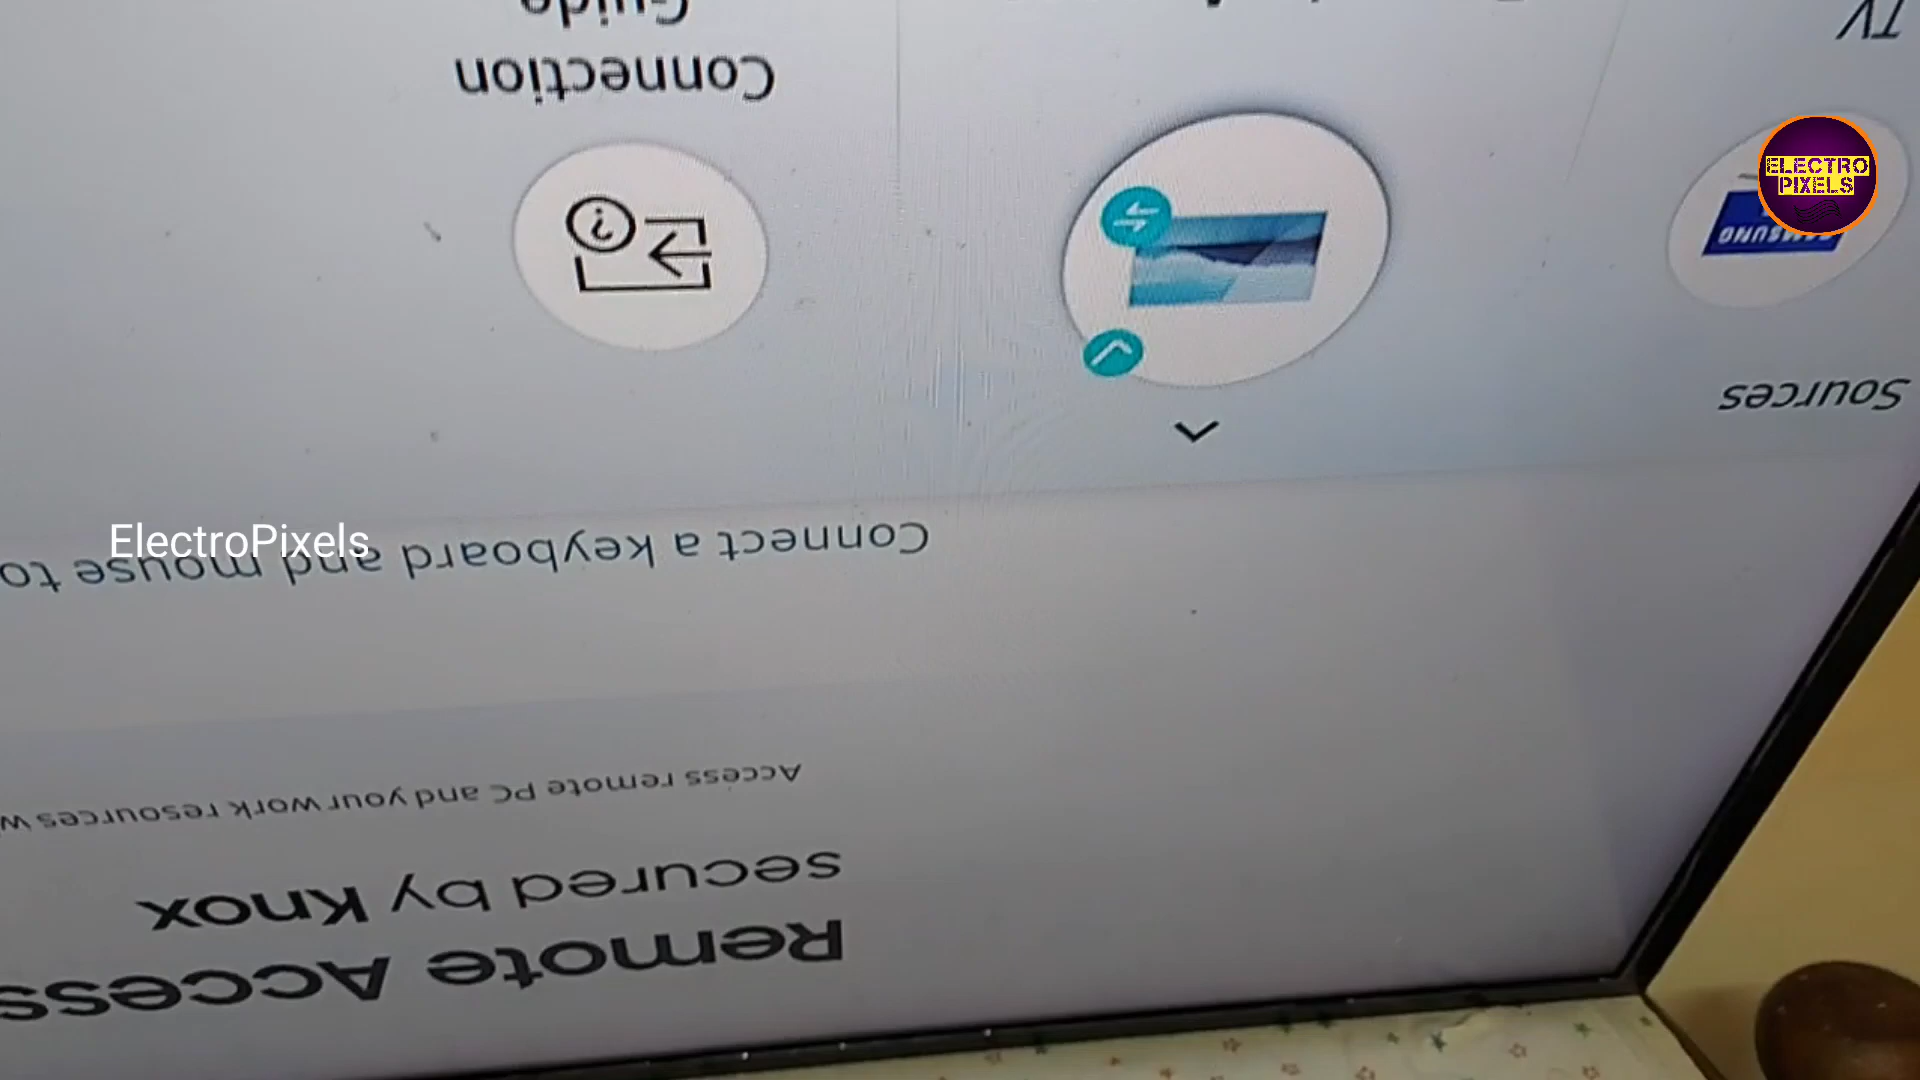 Remote Access
secured by Knox
Access remote PC and your work resources w
Connect a keyboard and mouse to
Sources
SAMSUNG
TV
Connection
Guide
ELECTRO
PIXELS
ElectroPixels